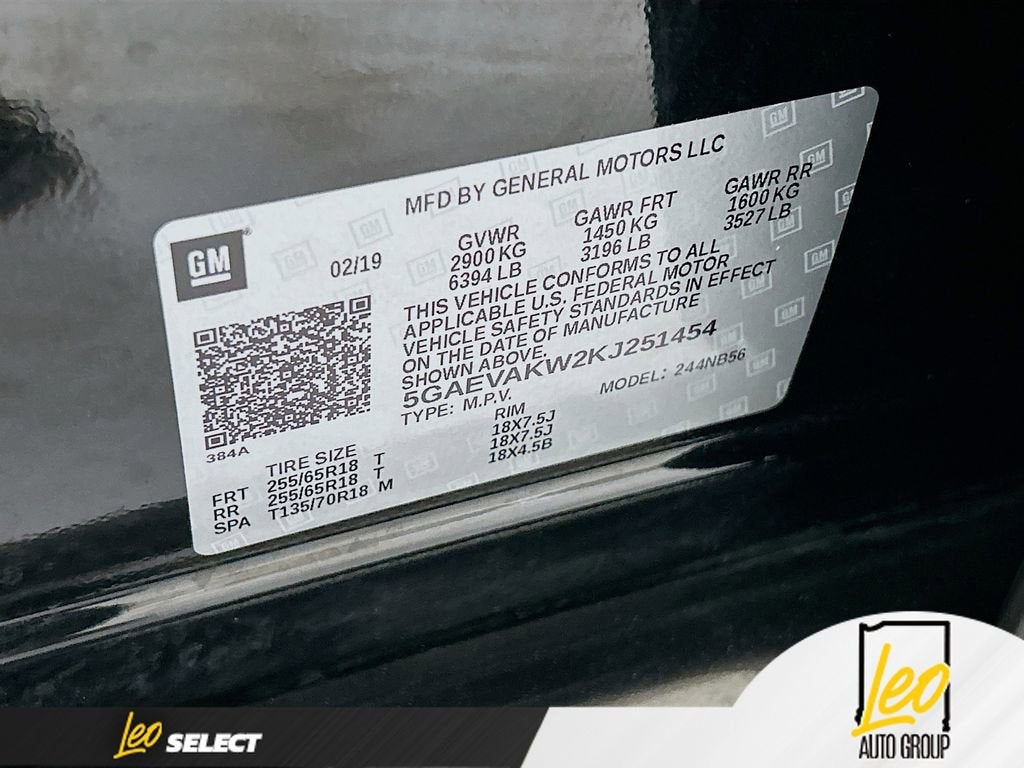 MFD BY GENERAL MOTORS LLC
GM
02/19
GVWR
2900 KG
6394 LB
GAWR FRT
1450 KG
3196 LB
GAWR RR
1600 KG
3527 LB
THIS VEHICLE CONFORMS TO ALL
APPLICABLE U.S. FEDERAL MOTOR
VEHICLE SAFETY STANDARDS IN EFFECT
ON THE DATE OF MANUFACTURE
SHOWN ABOVE.
5GAEVAKW2KJ251454
TYPE: M.P.V.
MODEL: 244NB56
384A
TIRE SIZE RIM
FRT 255/65R18 T 18X7.5J
RR 255/65R18 T 18X7.5J
SPA T135/70R18 M 18X4.5B
Leo SELECT
Leo
AUTO GROUP